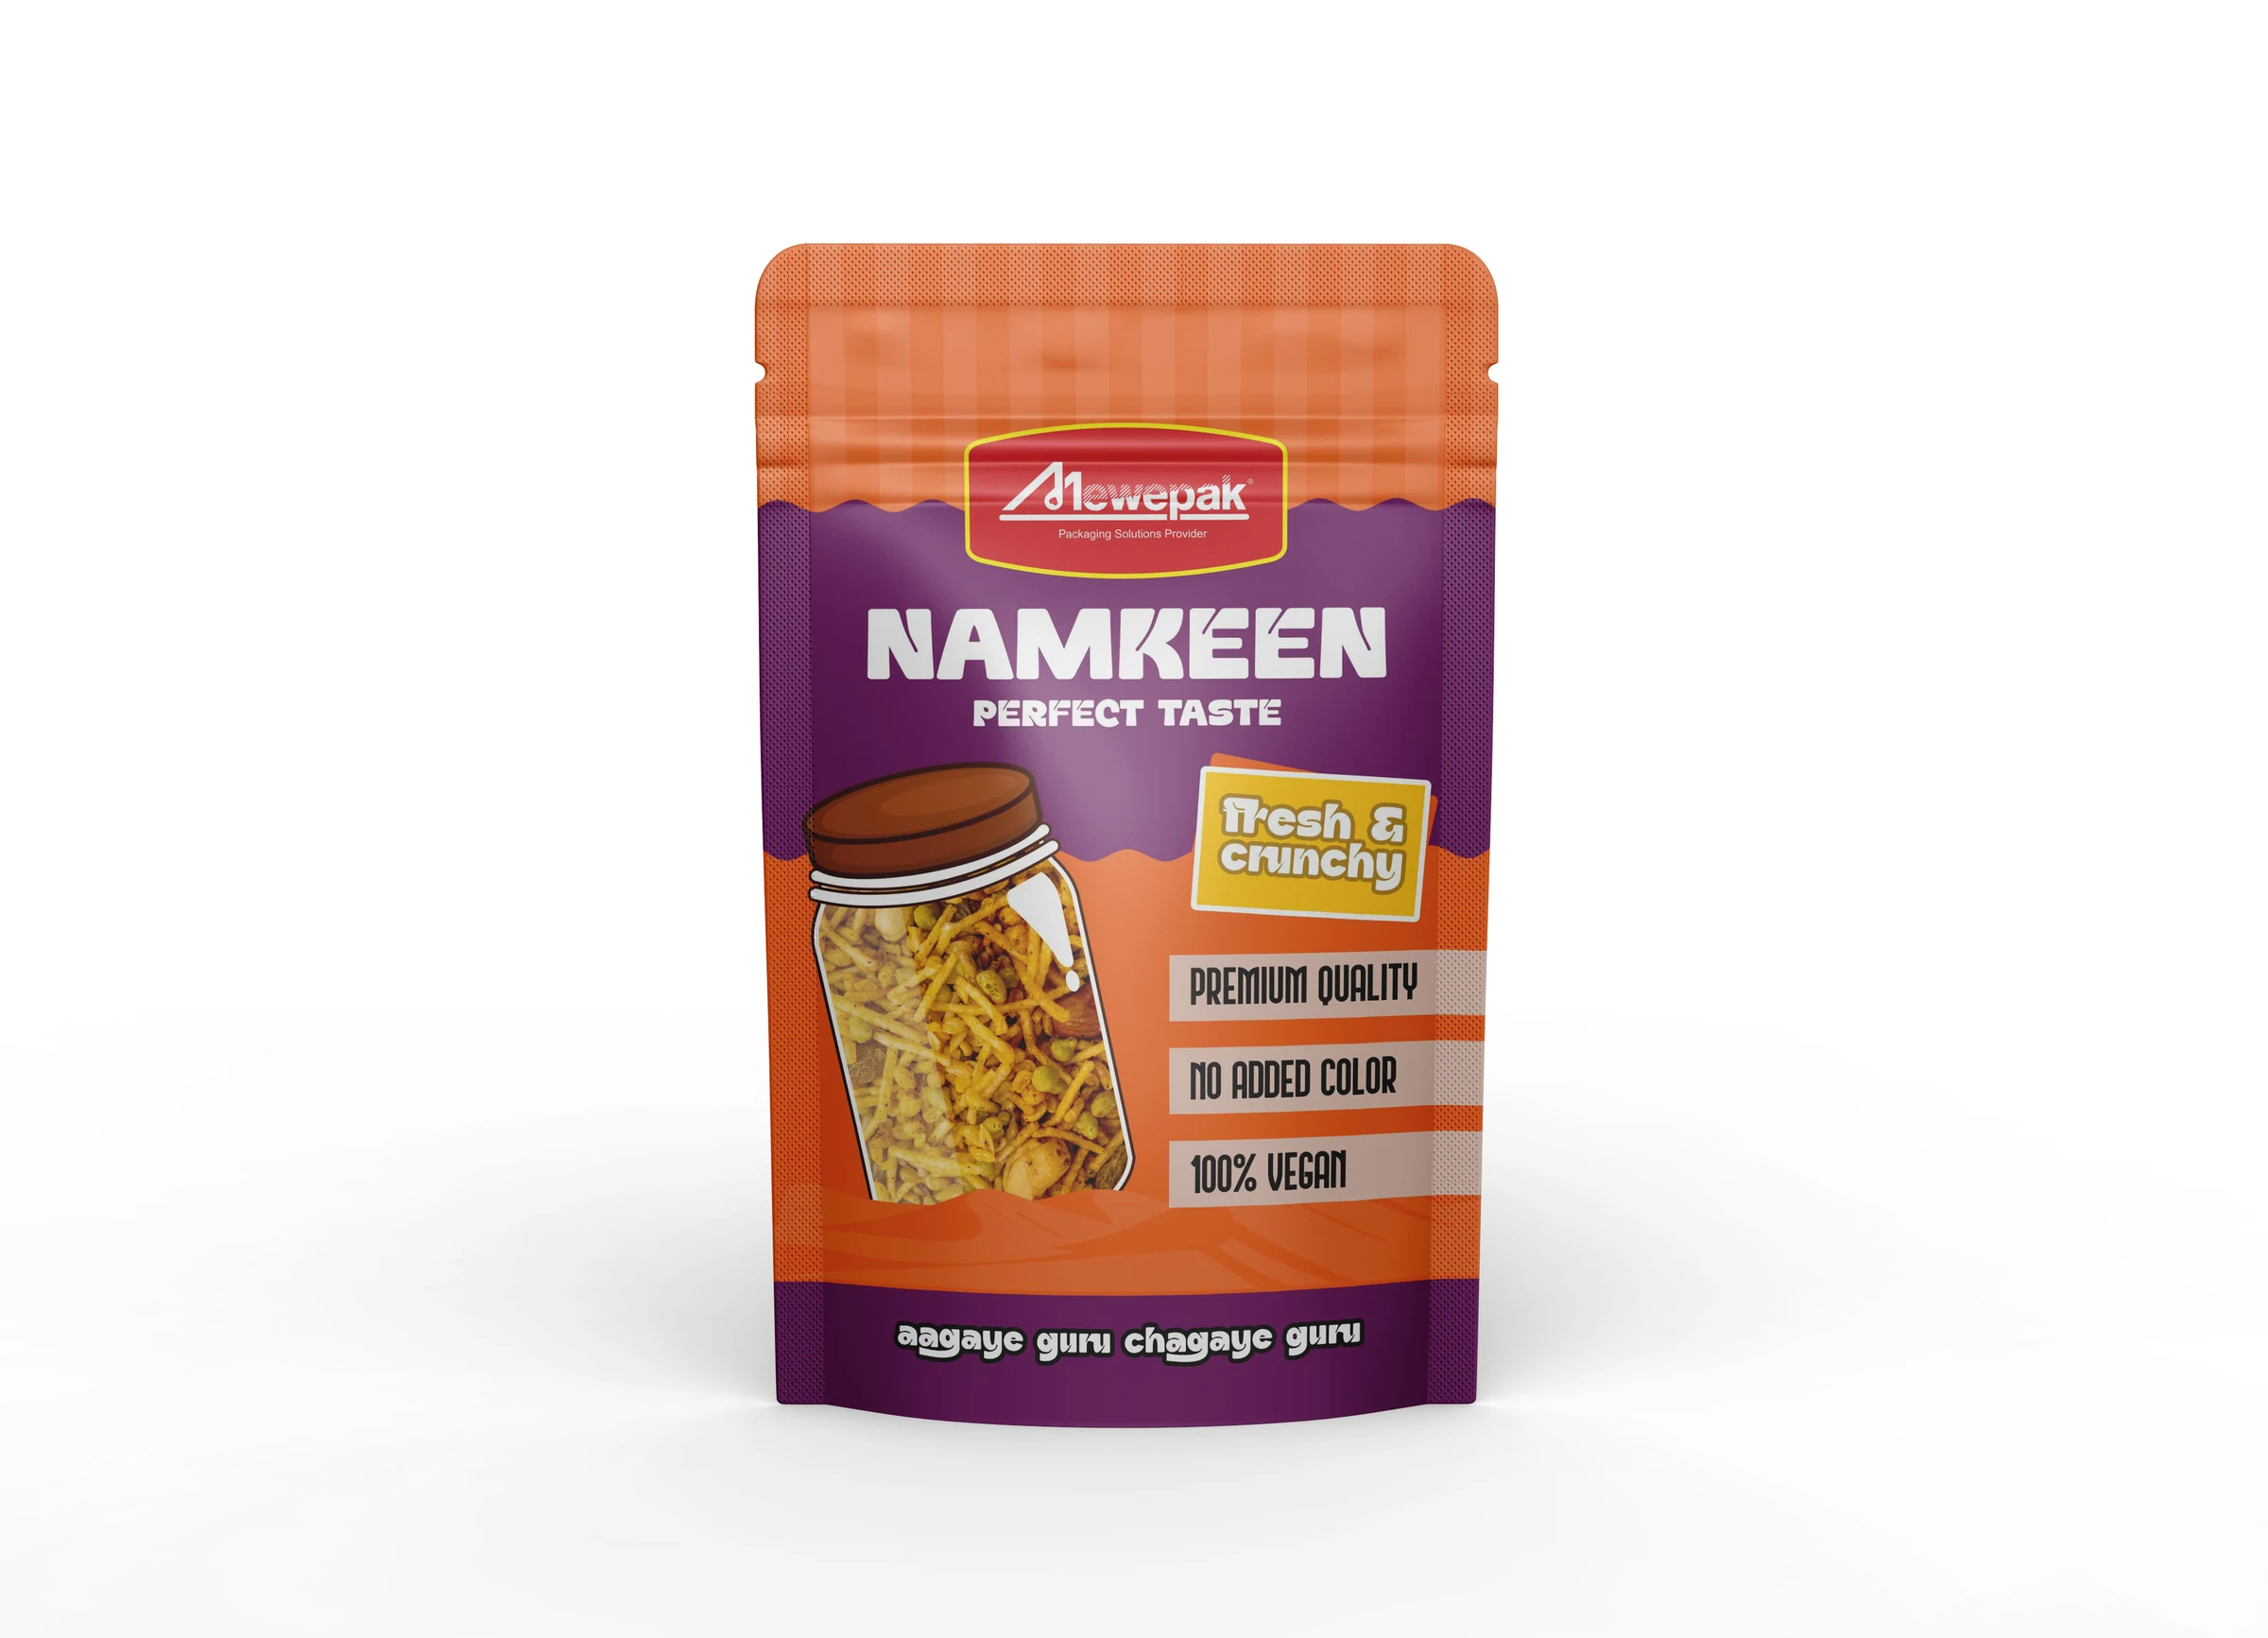 Mewepak®
Packaging Solutions Provider
NAMKEEN
PERFECT TASTE
fresh &
crunchy
PREMIUM QUALITY
NO ADDED COLOR
100% VEGAN
aagaye guru chagaye guru